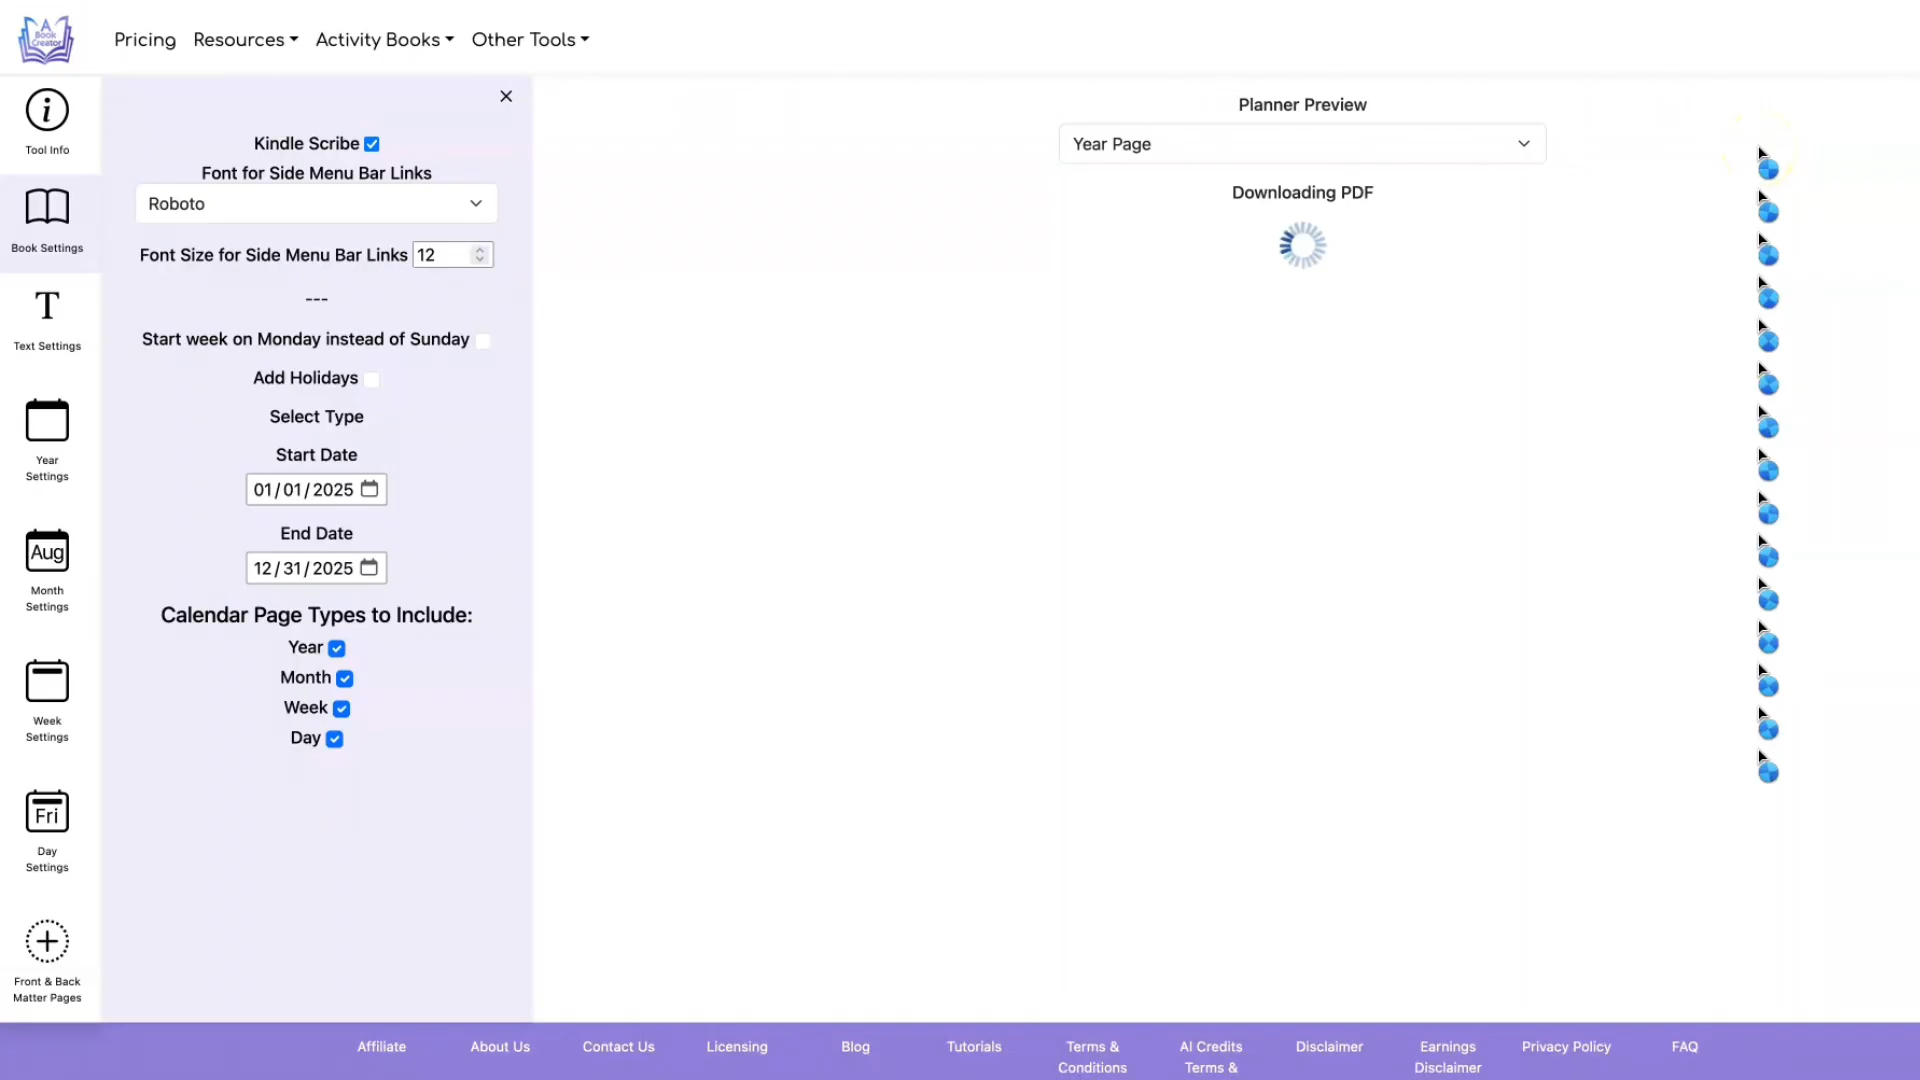 A
Book
Creator
Pricing
Resources
Activity Books
Other Tools
Tool Info
Book Settings
T
Text Settings
Year
Settings
Aug
Month
Settings
Week
Settings
Fri
Day
Settings
Front & Back
Matter Pages
Kindle Scribe
Font for Side Menu Bar Links
Roboto
Font Size for Side Menu Bar Links 12
---
Start week on Monday instead of Sunday
Add Holidays
Select Type
Start Date
01/01/2025
End Date
12/31/2025
Calendar Page Types to Include:
Year
Month
Week
Day
Planner Preview
Year Page
Downloading PDF
Affiliate
About Us
Contact Us
Licensing
Blog
Tutorials
Terms &
Conditions
AI Credits
Terms &
Disclaimer
Earnings
Disclaimer
Privacy Policy
FAQ